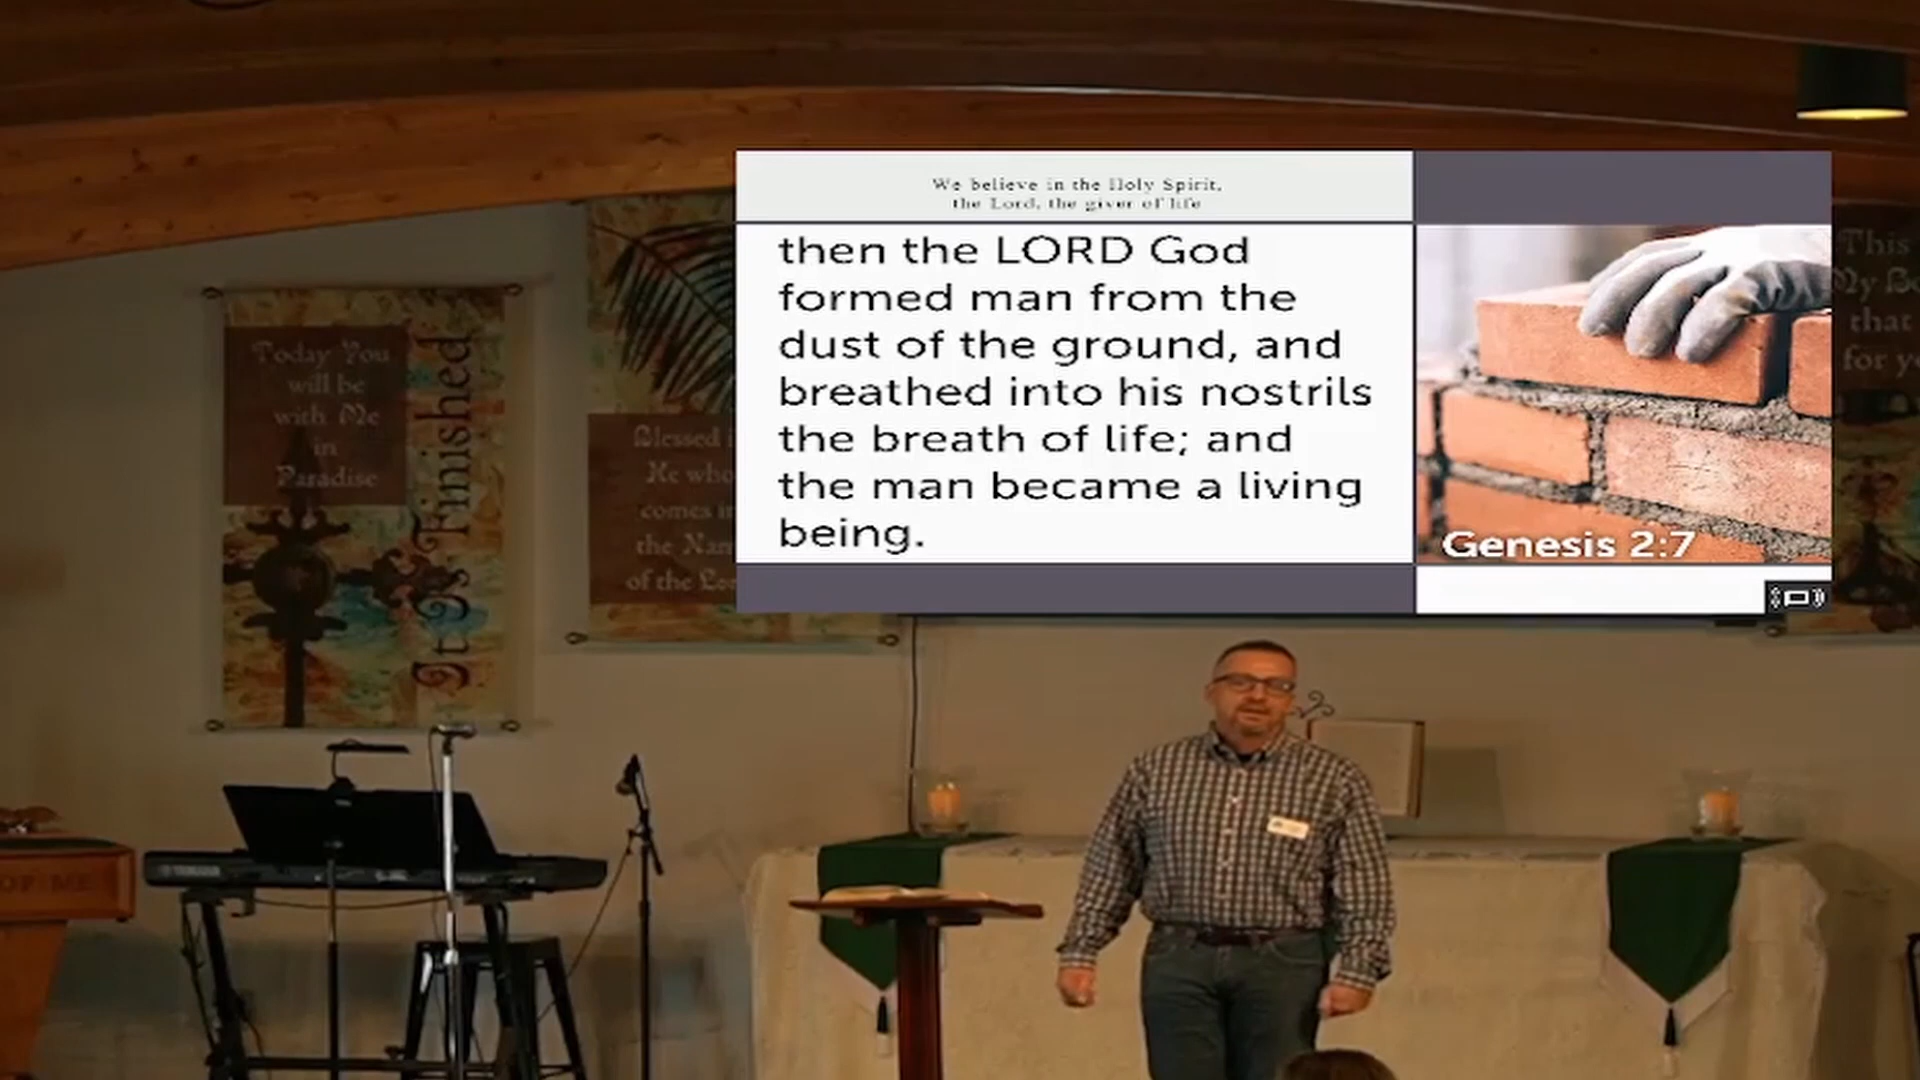 We believe in the Holy Spirit,
the Lord, the giver of life
then the LORD God
formed man from the
dust of the ground, and
breathed into his nostrils
the breath of life; and
the man became a living
being.
Genesis 2:7
Today You
will be
with Me
in
Paradise
It Is Finished
Blessed
He who
comes
the
of the
This
My
that
for
OF ME